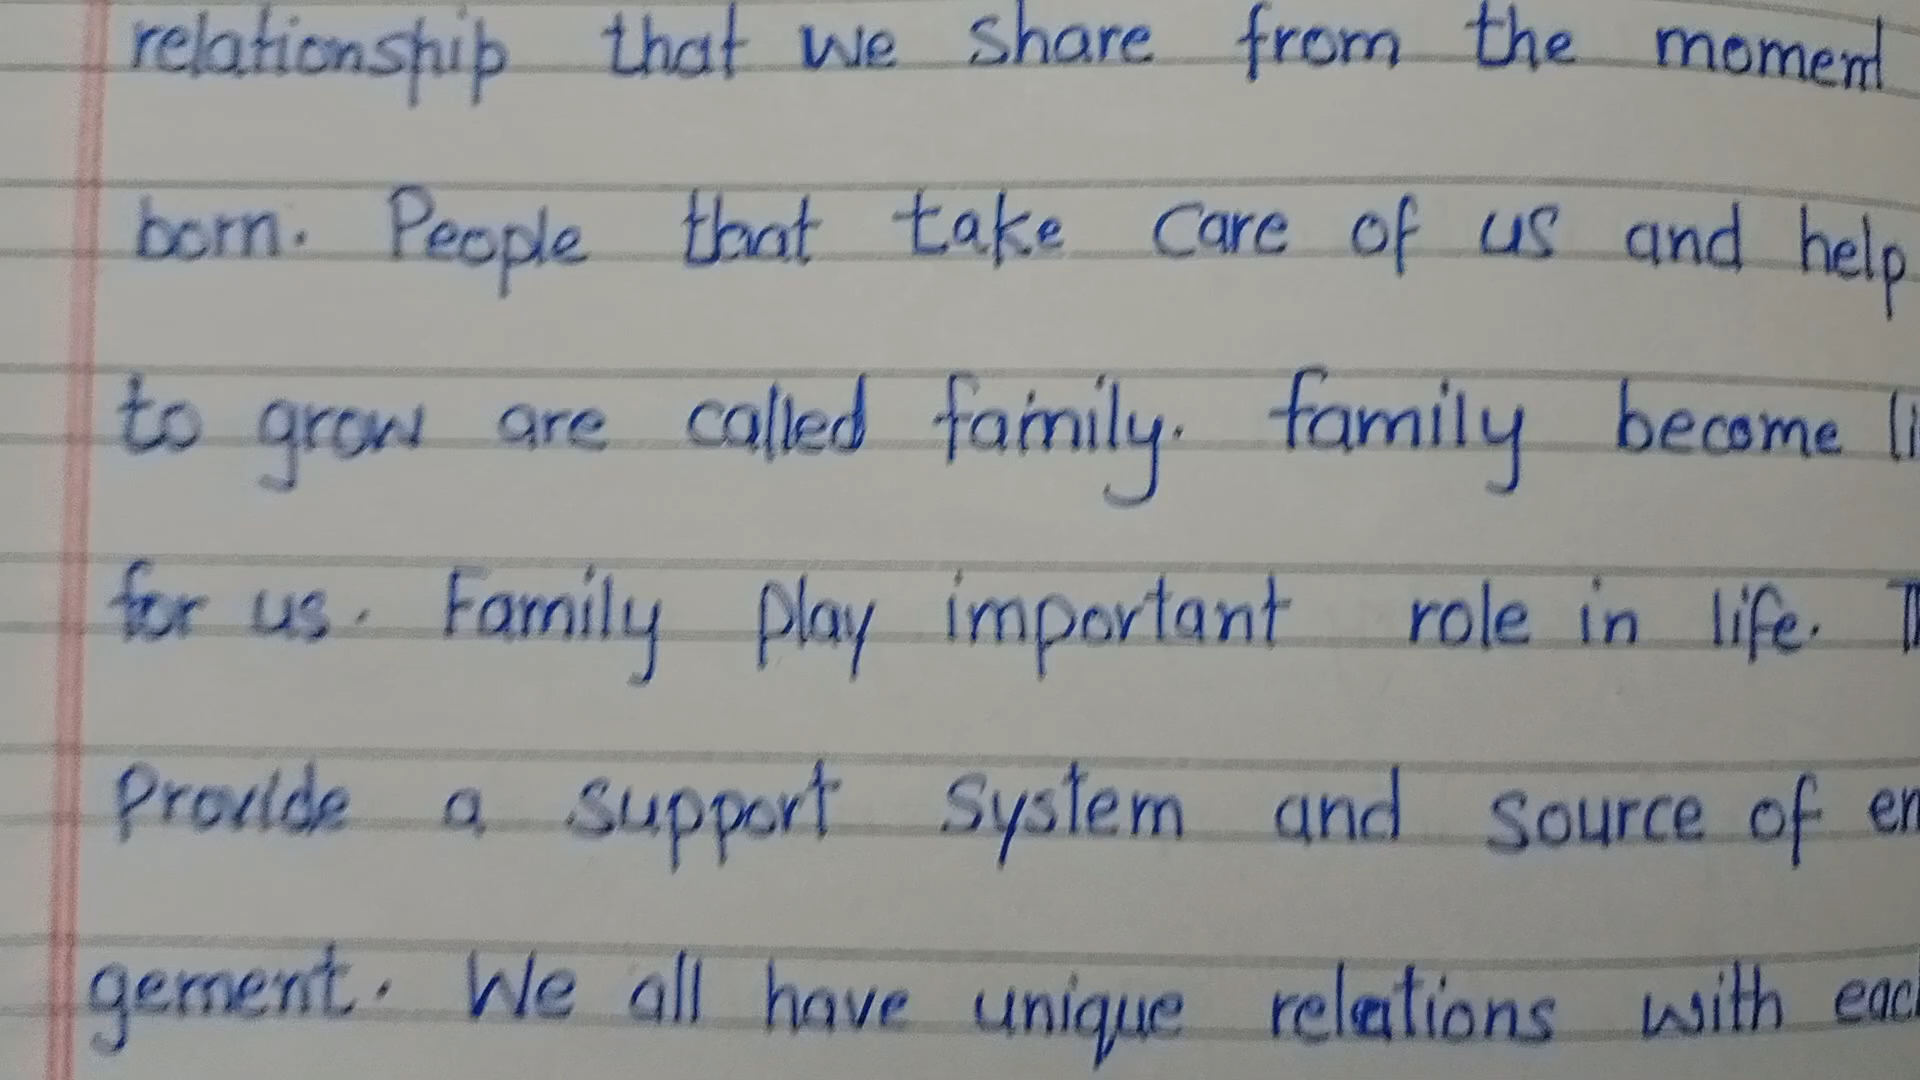 relationship that we share from the moment
born. People that take care of us and help
to grow are called family. family become
for us. Family play important role in life.
Provide a support system and source of
gement. We all have unique relations with